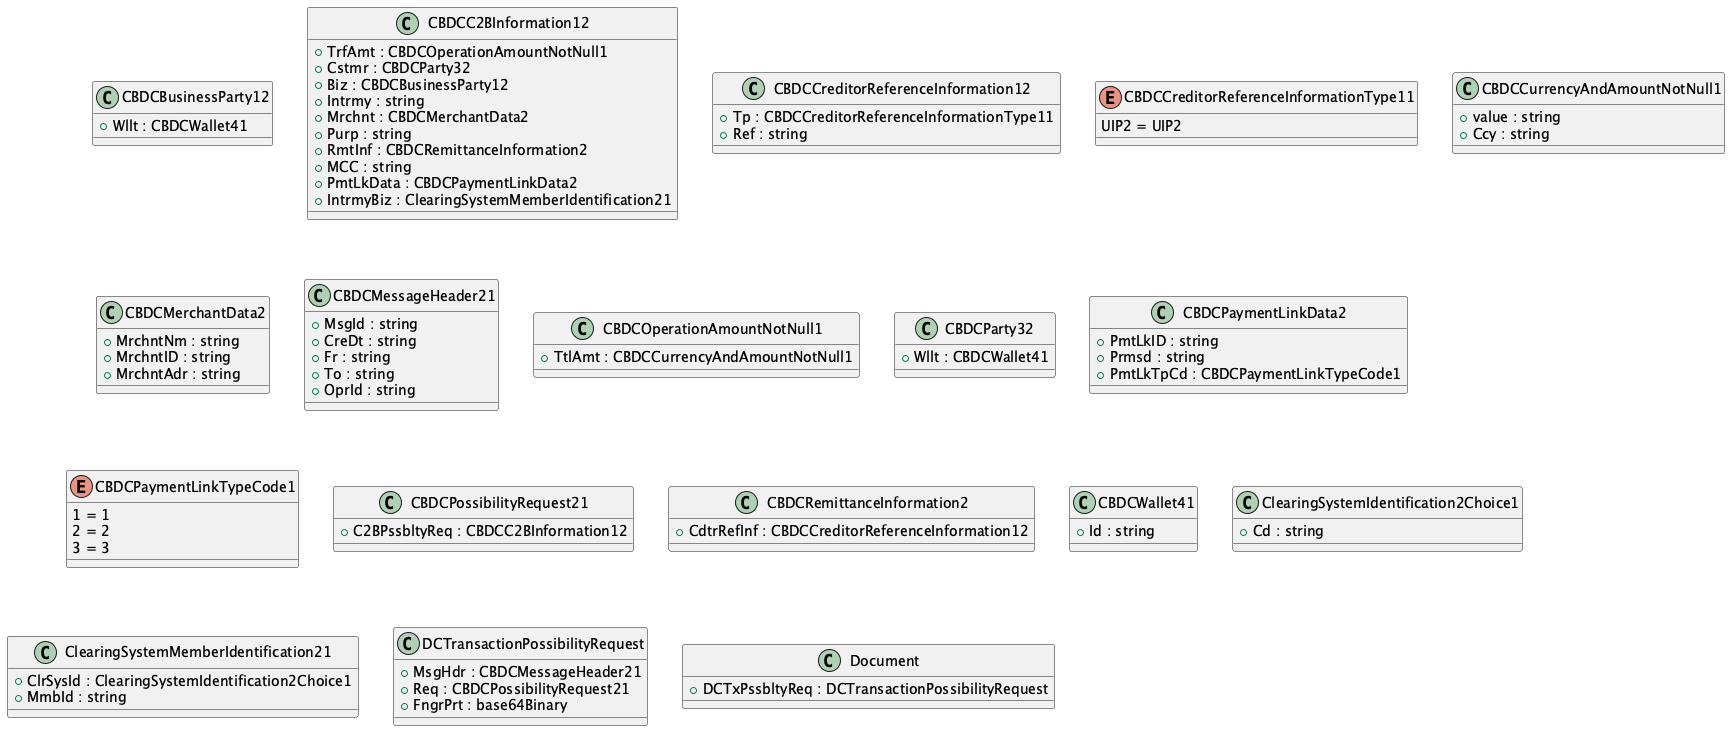 C CBDCBusinessParty12
Wllt : CBDCWallet41
C CBDCC2BInformation12
TrfAmt : CBDCOperationAmountNotNull1
Cstmr : CBDCParty32
Biz : CBDCBusinessParty12
Intrmy : string
Mrchnt : CBDCMerchantData2
Purp : string
RmtInf : CBDCRemittanceInformation2
MCC : string
PmtLkData : CBDCPaymentLinkData2
IntrmyBiz : ClearingSystemMemberIdentification21
C CBDCCreditorReferenceInformation12
Tp : CBDCCreditorReferenceInformationType11
Ref : string
E CBDCCreditorReferenceInformationType11
UIP2 = UIP2
C CBDCCurrencyAndAmountNotNull1
value : string
Ccy : string
C CBDCMerchantData2
MrchntNm : string
MrchntID : string
MrchntAdr : string
C CBDCMessageHeader21
MsgId : string
CreDt : string
Fr : string
To : string
OprId : string
C CBDCOperationAmountNotNull1
TtlAmt : CBDCCurrencyAndAmountNotNull1
C CBDCParty32
Wllt : CBDCWallet41
C CBDCPaymentLinkData2
PmtLkID : string
Prmsd : string
PmtLkTpCd : CBDCPaymentLinkTypeCode1
E CBDCPaymentLinkTypeCode1
1 = 1
2 = 2
3 = 3
C CBDCPossibilityRequest21
C2BPssbltyReq : CBDCC2BInformation12
C CBDCRemittanceInformation2
CdtrRefInf : CBDCCreditorReferenceInformation12
C CBDCWallet41
Id : string
C ClearingSystemIdentification2Choice1
Cd : string
C ClearingSystemMemberIdentification21
ClrSysId : ClearingSystemIdentification2Choice1
MmbId : string
C DCTransactionPossibilityRequest
MsgHdr : CBDCMessageHeader21
Req : CBDCPossibilityRequest21
FngrPrt : base64Binary
C Document
DCTxPssbltyReq : DCTransactionPossibilityRequest